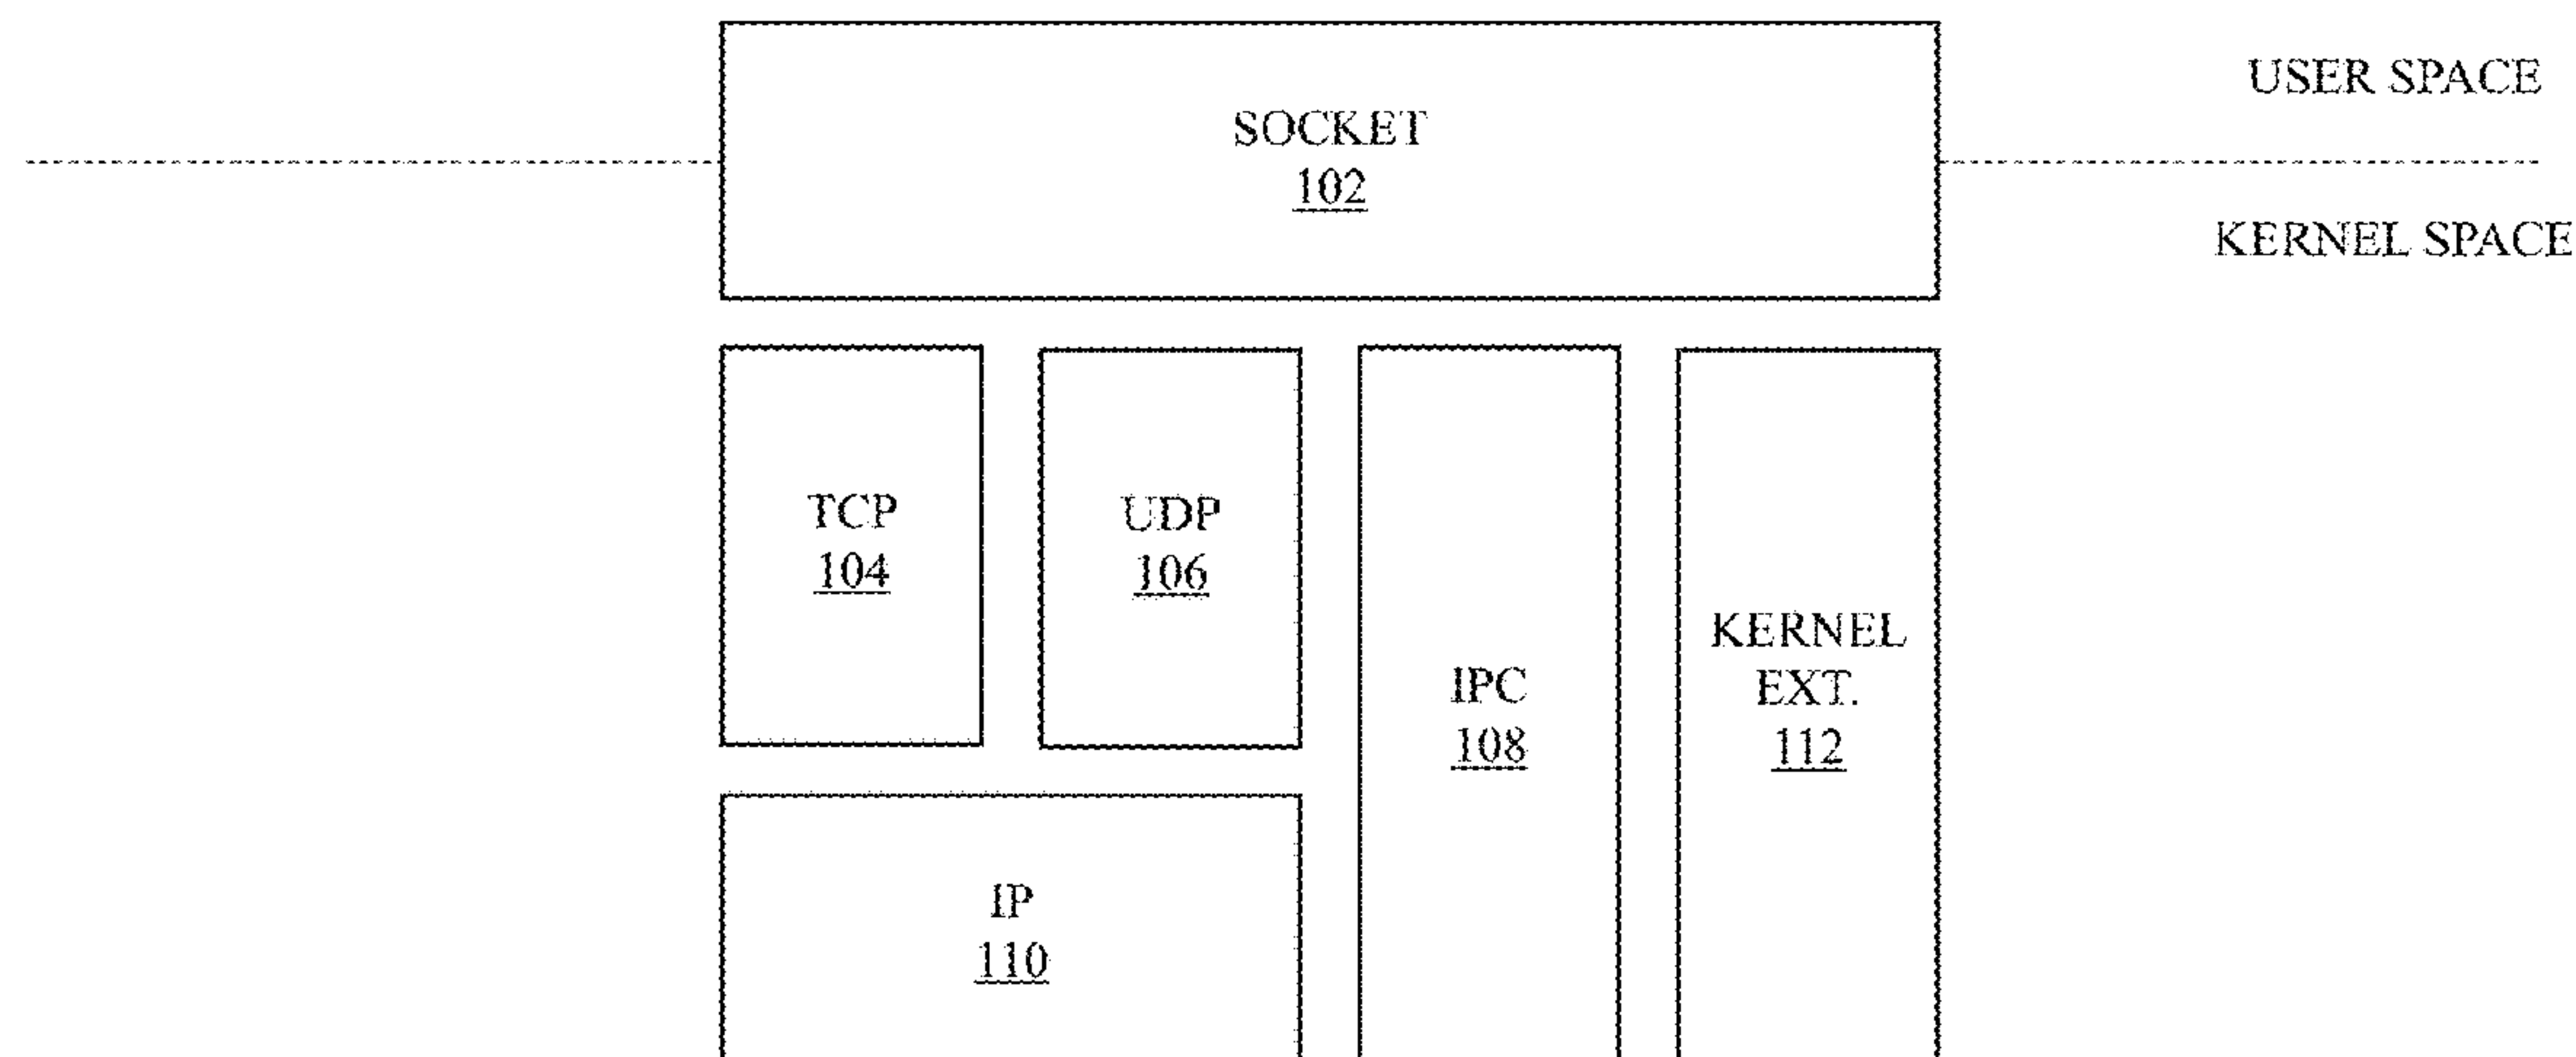 USER SPACE
SOCKET
102
KERNEL SPACE
TCP
104
UDP
106
IPC
108
KERNEL
EXT.
112
IP
110